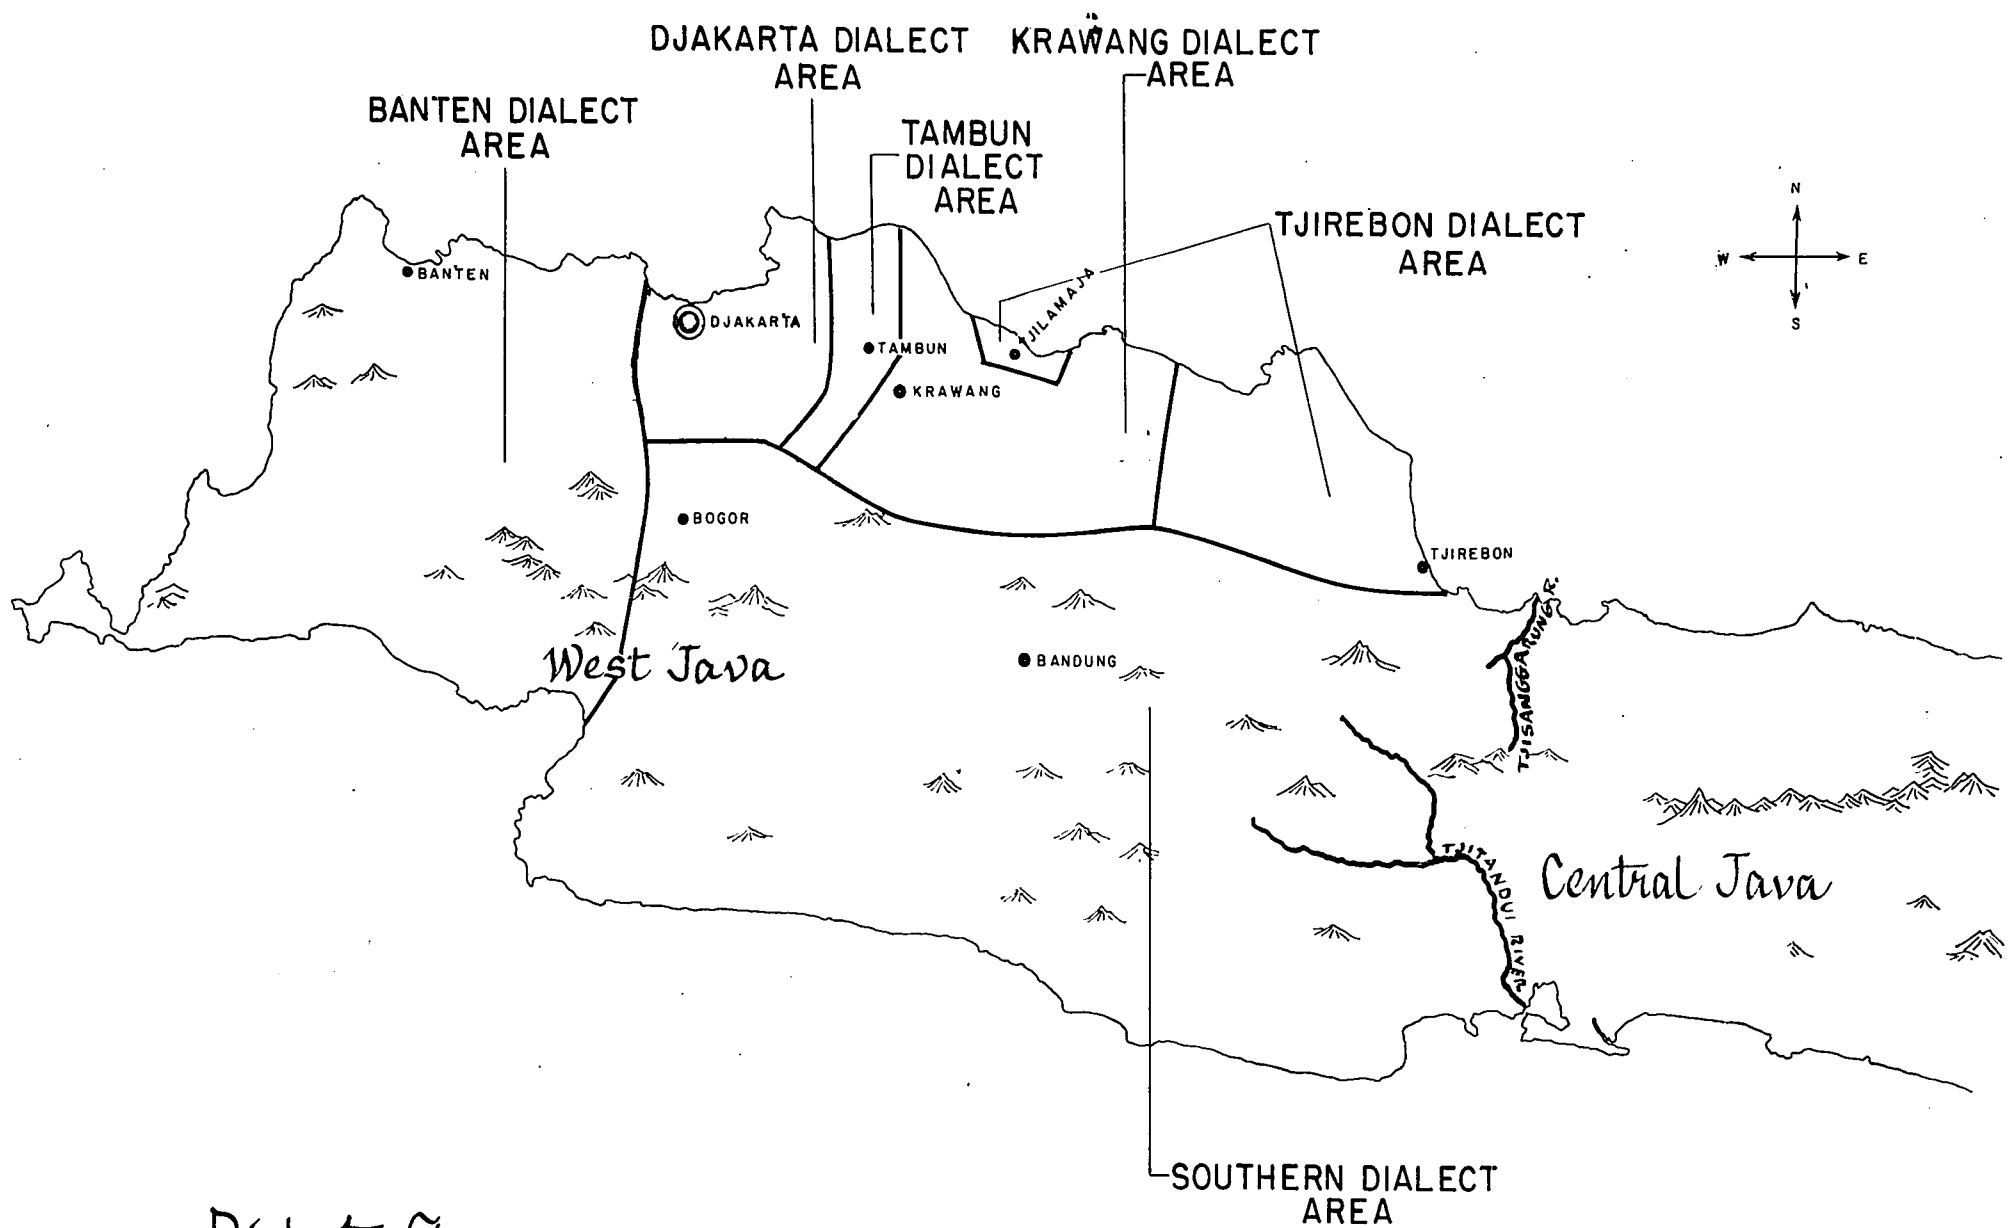 DJAKARTA DIALECT
AREA
KRAWANG DIALECT
AREA
BANTEN DIALECT
AREA
TAMBUN
DIALECT
AREA
TJIREBON DIALECT
AREA
N
W
E
S
BANTEN
DJAKARTA
TJILAMAJA
TAMBUN
KRAWANG
BOGOR
TJIREBON
TJISANGGARUNG R.
West Java
BANDUNG
TJITANDUI RIVER
Central Java
SOUTHERN DIALECT
AREA